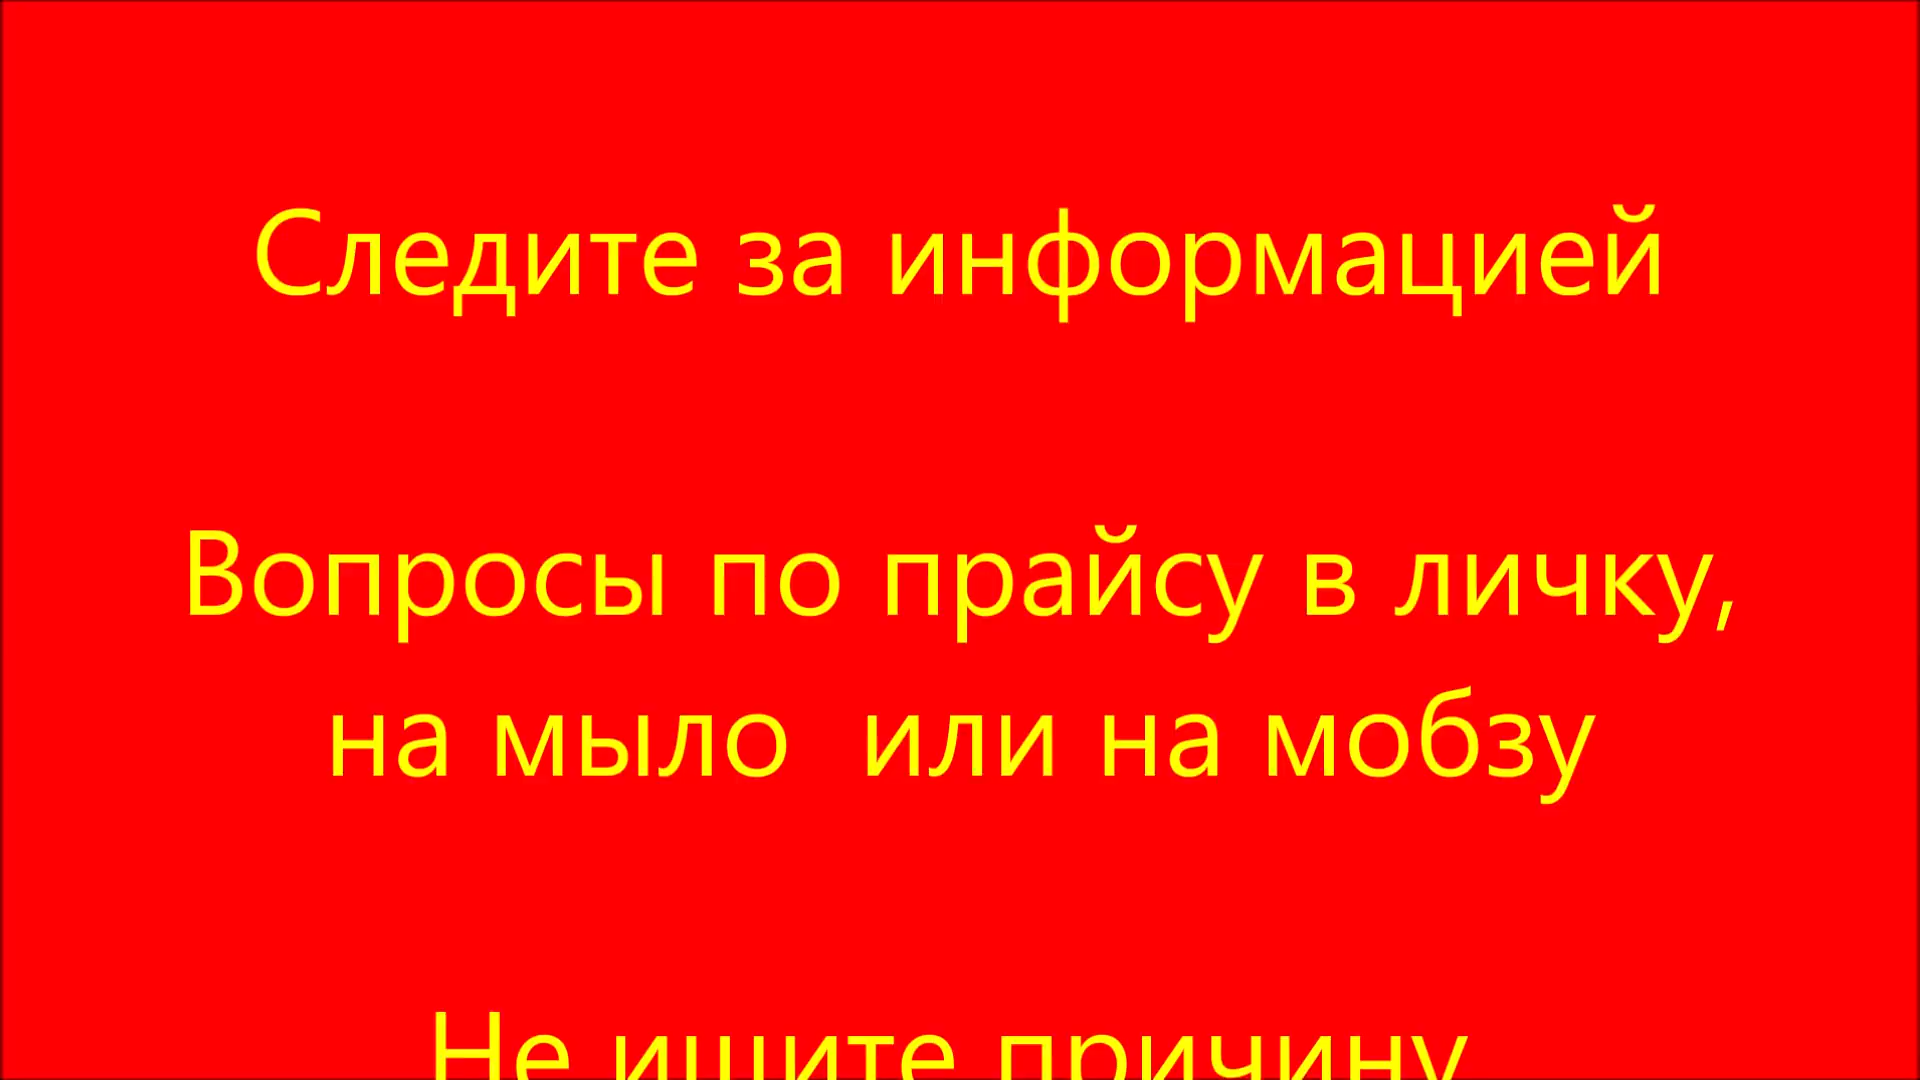 Следите за информацией
Вопросы по прайсу в личку,
на мыло  или на мобзу
Не ищите причину